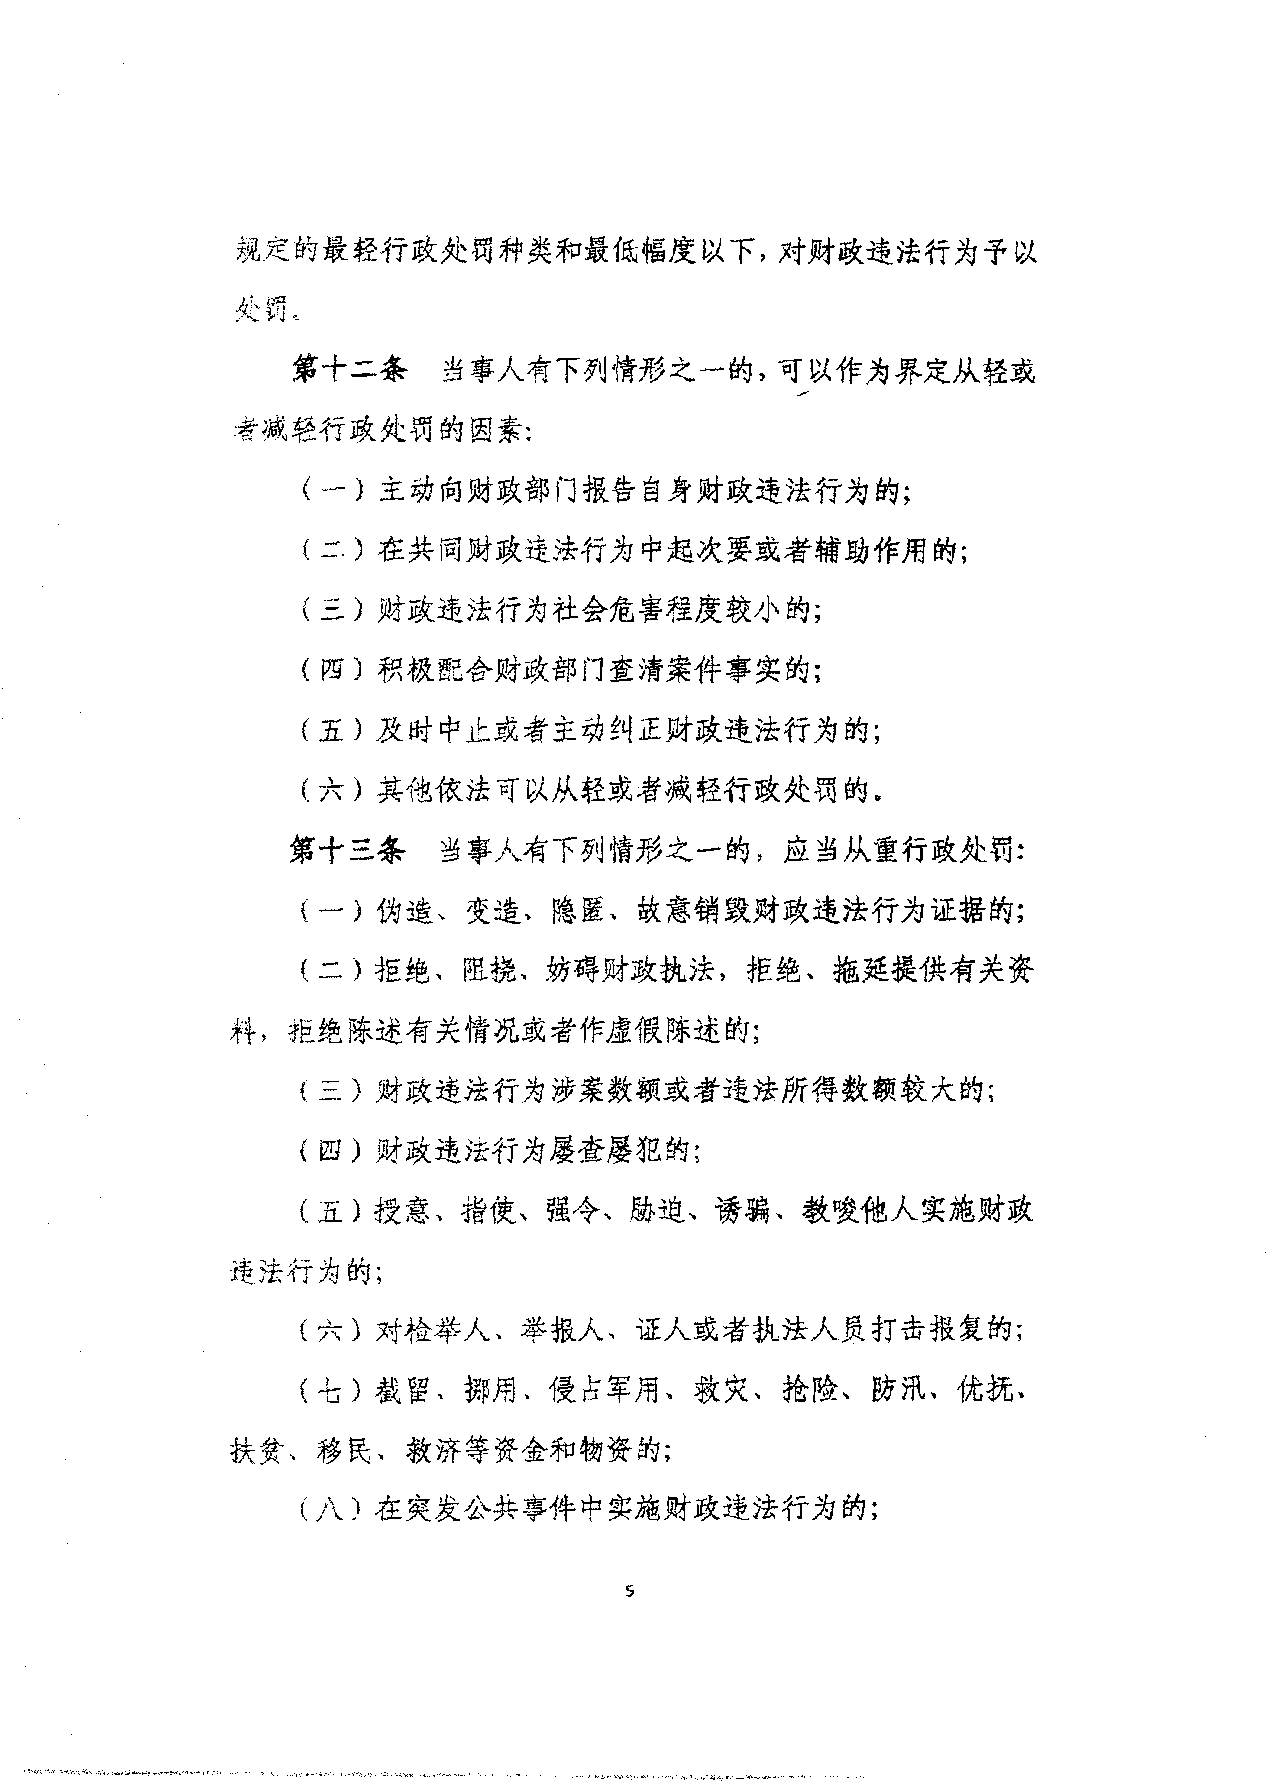 规定的最轻行政处罚种类和最低幅度以下，对财政违法行为予以
处罚。
第十二条　当事人有下列情形之一的，可以作为界定从轻或
者减轻行政处罚的因素：
（一）主动向财政部门报告自身财政违法行为的；
（二）在共同财政违法行为中起次要或者辅助作用的；
（三）财政违法行为社会危害程度较小的；
（四）积极配合财政部门查清案件事实的；
（五）及时中止或者主动纠正财政违法行为的；
（六）其他依法可以从轻或者减轻行政处罚的。
第十三条　当事人有下列情形之一的，应当从重行政处罚：
（一）伪造、变造、隐匿、故意销毁财政违法行为证据的；
（二）拒绝、阻挠、妨碍财政执法，拒绝、拖延提供有关资
料，拒绝陈述有关情况或者作虚假陈述的；
（三）财政违法行为涉案数额或者违法所得数额较大的；
（四）财政违法行为屡查屡犯的；
（五）授意、指使、强令、胁迫、诱骗、教唆他人实施财政
违法行为的；
（六）对检举人、举报人、证人或者执法人员打击报复的；
（七）截留、挪用、侵占军用、救灾、抢险、防汛、优抚、
扶贫、移民、救济等资金和物资的；
（八）在突发公共事件中实施财政违法行为的；
5